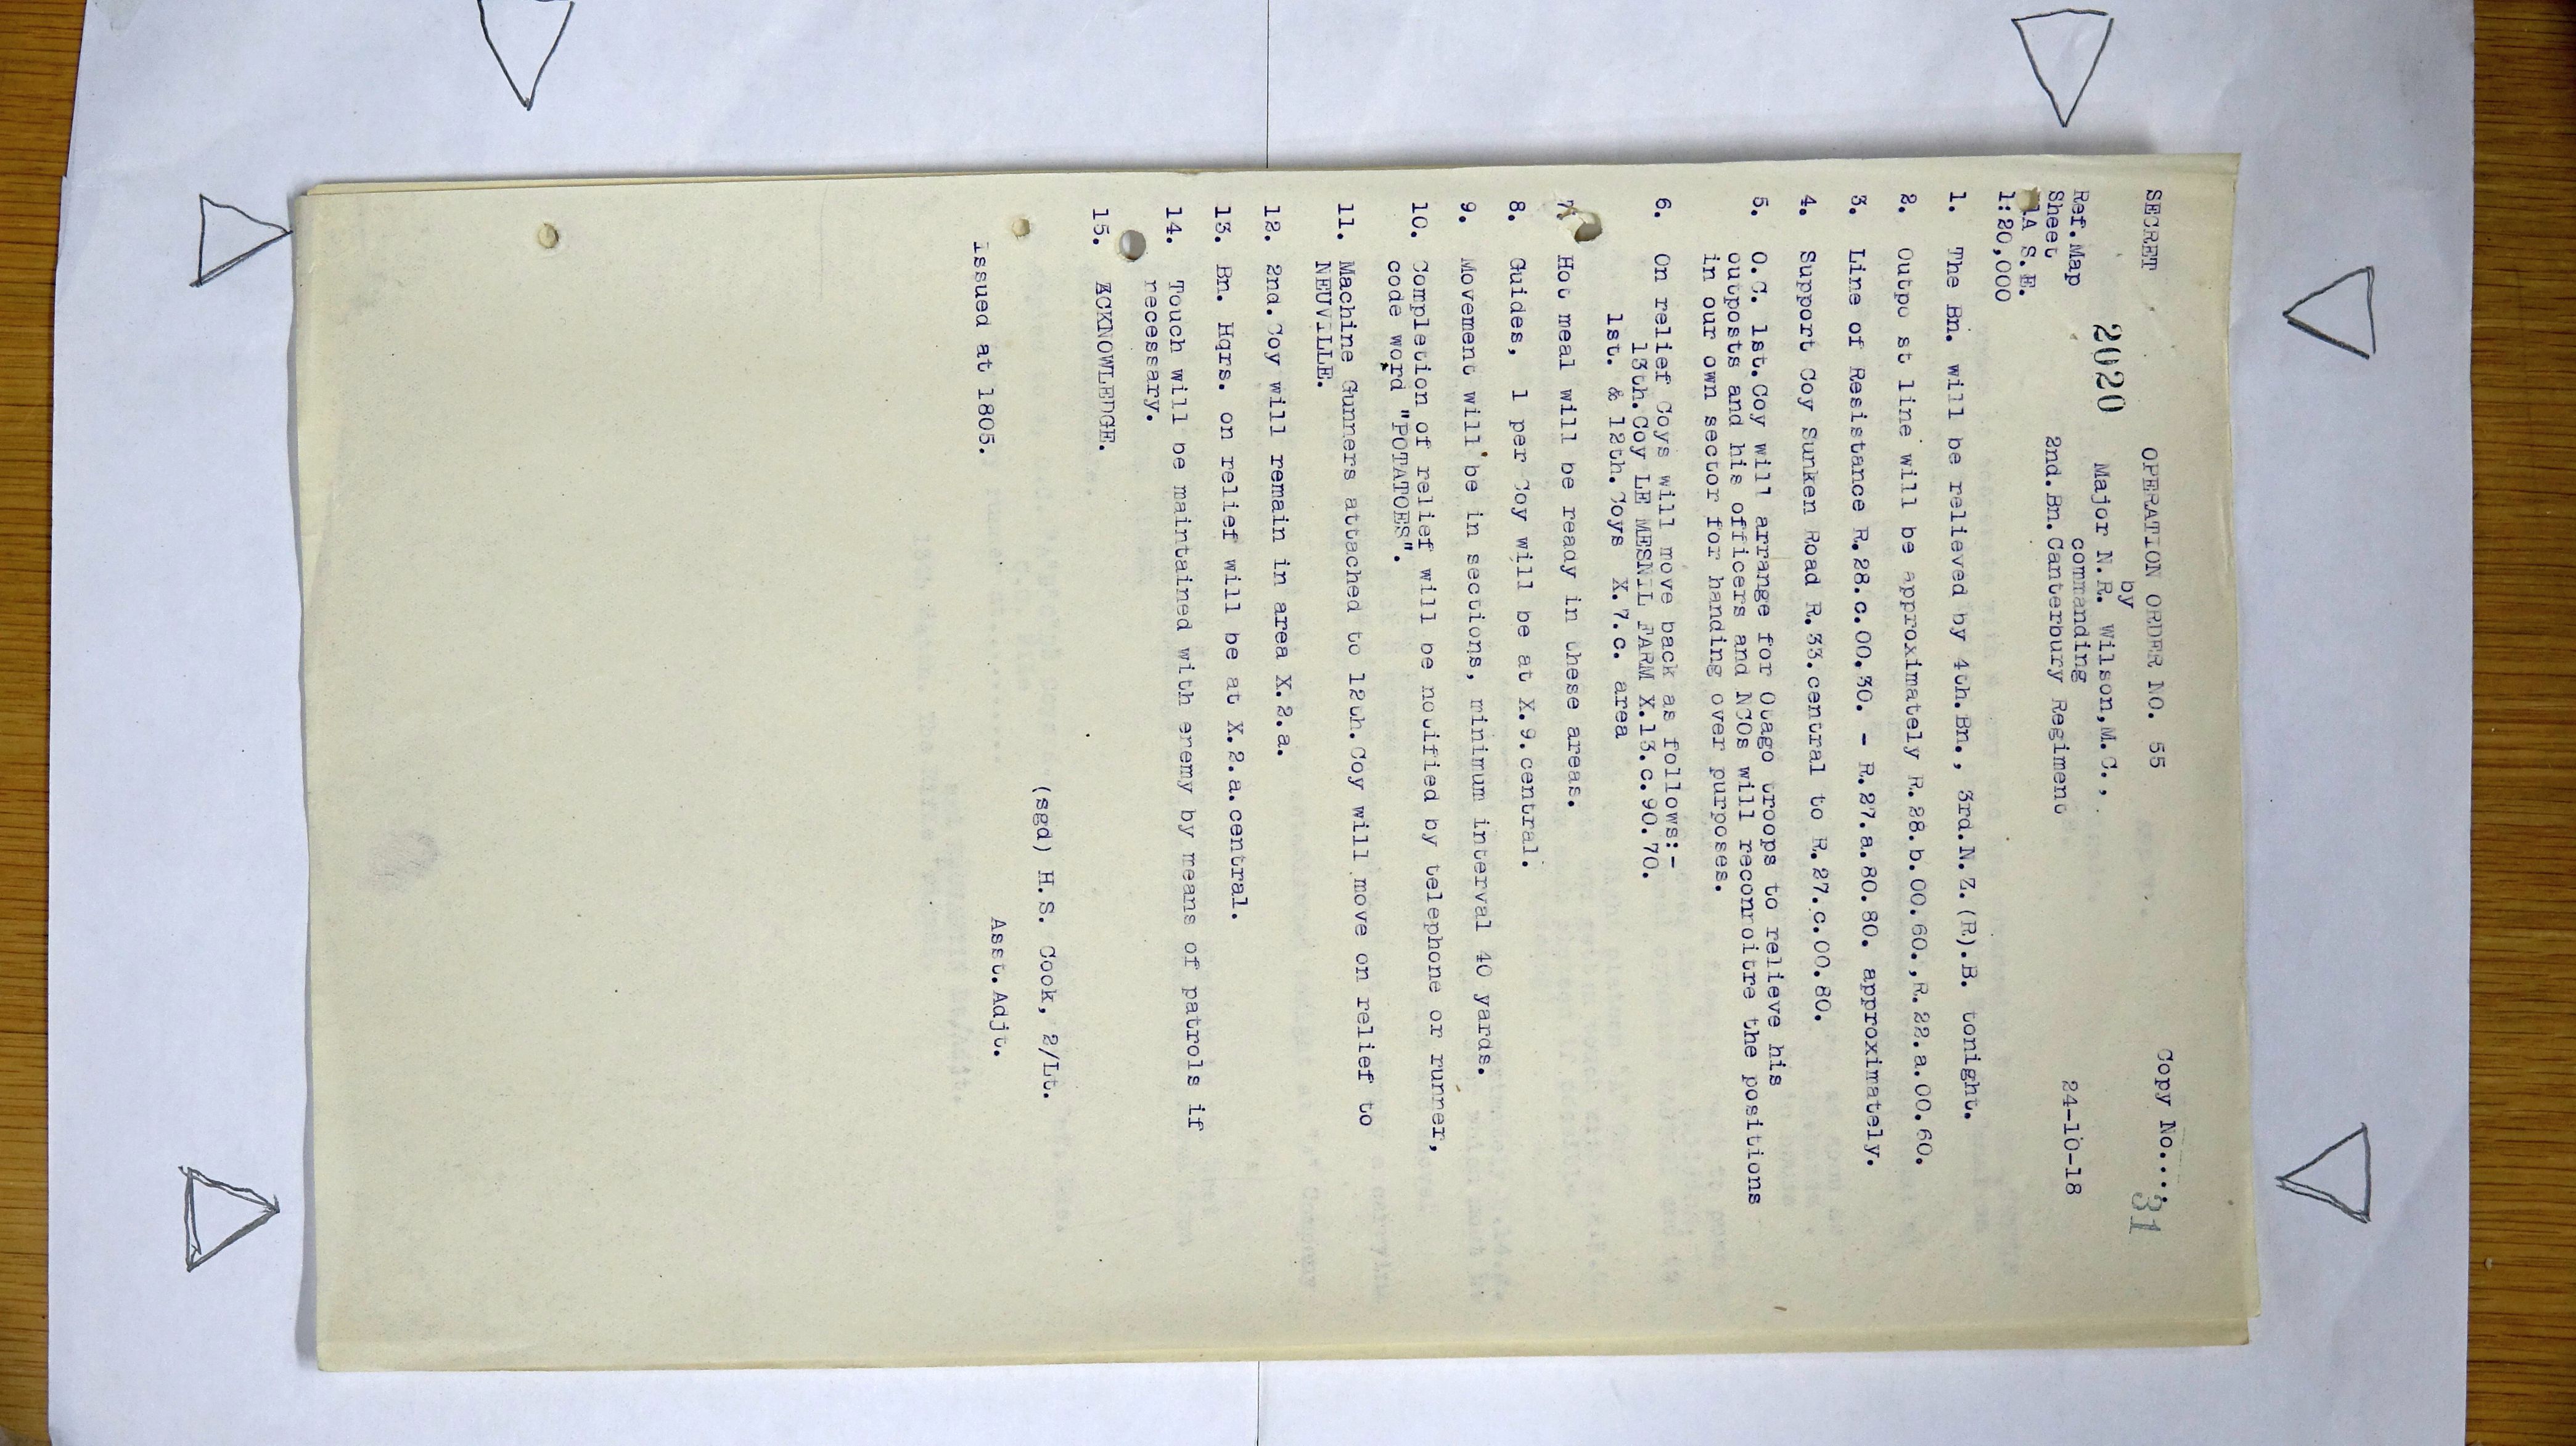 SECRET
OPERATION ORDER NO. 55
Copy No....
31
by
2020
Major N.R. Wilson,M.C.,
commanding
2nd.Bn.Canterbury Regiment
24-10-18
Ref.Map
Sheet
1A S.E.
1:20,000
1. The Bn. will be relieved by 4th.Bn., 3rd.N.Z.(R).B. tonight.
2. Outpo st line will be approximately R.28.b.00.60.,R.22.a.00.60.
3. Line of Resistance R.28.c.00.30. - R.27.a.80.80. approximately.
4. Support Coy Sunken Road R.33.central to R.27.c.00.80.
5. O.C. 1st.Coy will arrange for Otago troops to relieve his
outposts and his officers and NCOs will reconroitre the positions
in our own sector for handing over purposes.
6. On relief Coys will move back as follows:-
13th.Coy LE MESNIL FARM X.13.c.90.70.
1st. & 12th.Coys X.7.c. area
7. Hot meal will be ready in these areas.
8. Guides, 1 per Coy will be at X.9.central.
9. Movement will be in sections, minimum interval 40 yards.
10. Completion of relief will be notified by telephone or runner,
code word "POTATOES".
11. Machine Gunners attached to 12th.Coy will move on relief to
NEUVILLE.
12. 2nd.Coy will remain in area X.2.a.
13. Bn. Hqrs. on relief will be at X.2.a.central.
14. Touch will be maintained with enemy by means of patrols if
recessary.
15. ACKNOWLEDGE.
(sgd) H.S. Cook, 2/Lt.
Asst.Adjt.
Issued at 1805.